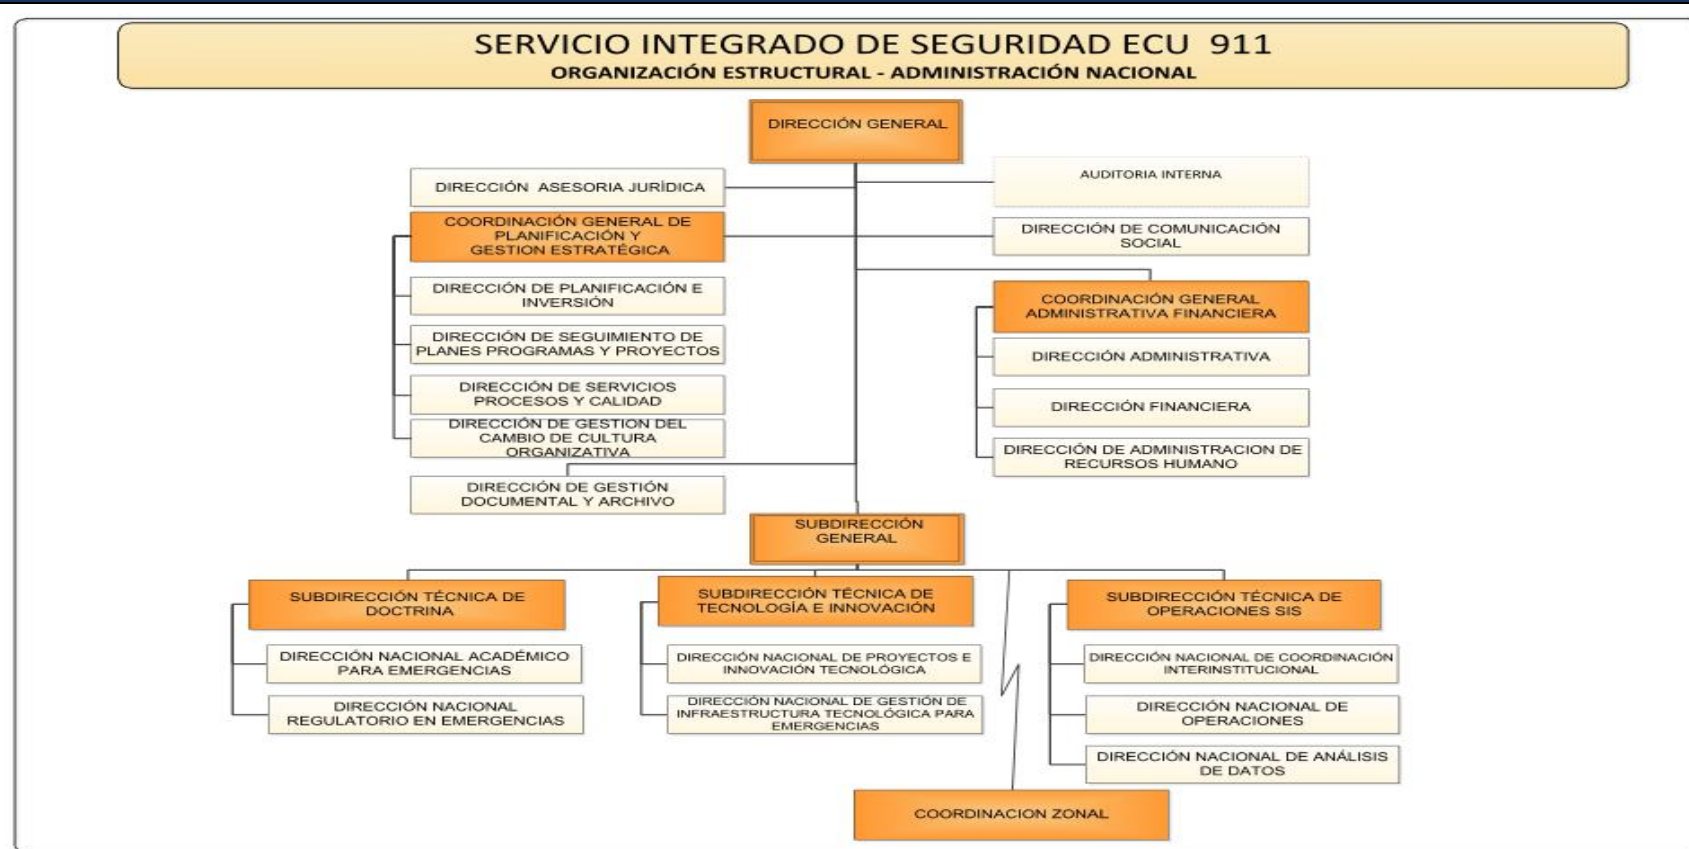 SERVICIO INTEGRADO DE SEGURIDAD ECU 911
ORGANIZACIÓN ESTRUCTURAL - ADMINISTRACIÓN NACIONAL
DIRECCIÓN GENERAL
DIRECCIÓN ASESORIA JURÍDICA
AUDITORIA INTERNA
COORDINACIÓN GENERAL DE
PLANIFICACIÓN Y
GESTION ESTRATÉGICA
DIRECCIÓN DE COMUNICACIÓN
SOCIAL
DIRECCIÓN DE PLANIFICACIÓN E
INVERSIÓN
DIRECCIÓN DE SEGUIMIENTO DE
PLANES PROGRAMAS Y PROYECTOS
DIRECCIÓN DE SERVICIOS
PROCESOS Y CALIDAD
DIRECCIÓN DE GESTION DEL
CAMBIO DE CULTURA
ORGANIZATIVA
COORDINACIÓN GENERAL
ADMINISTRATIVA FINANCIERA
DIRECCIÓN ADMINISTRATIVA
DIRECCIÓN FINANCIERA
DIRECCIÓN DE ADMINISTRACION DE
RECURSOS HUMANO
DIRECCIÓN DE GESTIÓN
DOCUMENTAL Y ARCHIVO
SUBDIRECCIÓN
GENERAL
SUBDIRECCIÓN TÉCNICA DE
DOCTRINA
DIRECCIÓN NACIONAL ACADÉMICO
PARA EMERGENCIAS
DIRECCIÓN NACIONAL
REGULATORIO EN EMERGENCIAS
SUBDIRECCIÓN TÉCNICA DE
TECNOLOGÍA E INNOVACIÓN
DIRECCIÓN NACIONAL DE PROYECTOS E
INNOVACIÓN TECNOLÓGICA
DIRECCIÓN NACIONAL DE GESTIÓN DE
INFRAESTRUCTURA TECNOLÓGICA PARA
EMERGENCIAS
SUBDIRECCIÓN TÉCNICA DE
OPERACIONES SIS
DIRECCIÓN NACIONAL DE COORDINACIÓN
INTERINSTITUCIONAL
DIRECCIÓN NACIONAL DE
OPERACIONES
DIRECCIÓN NACIONAL DE ANÁLISIS
DE DATOS
COORDINACION ZONAL